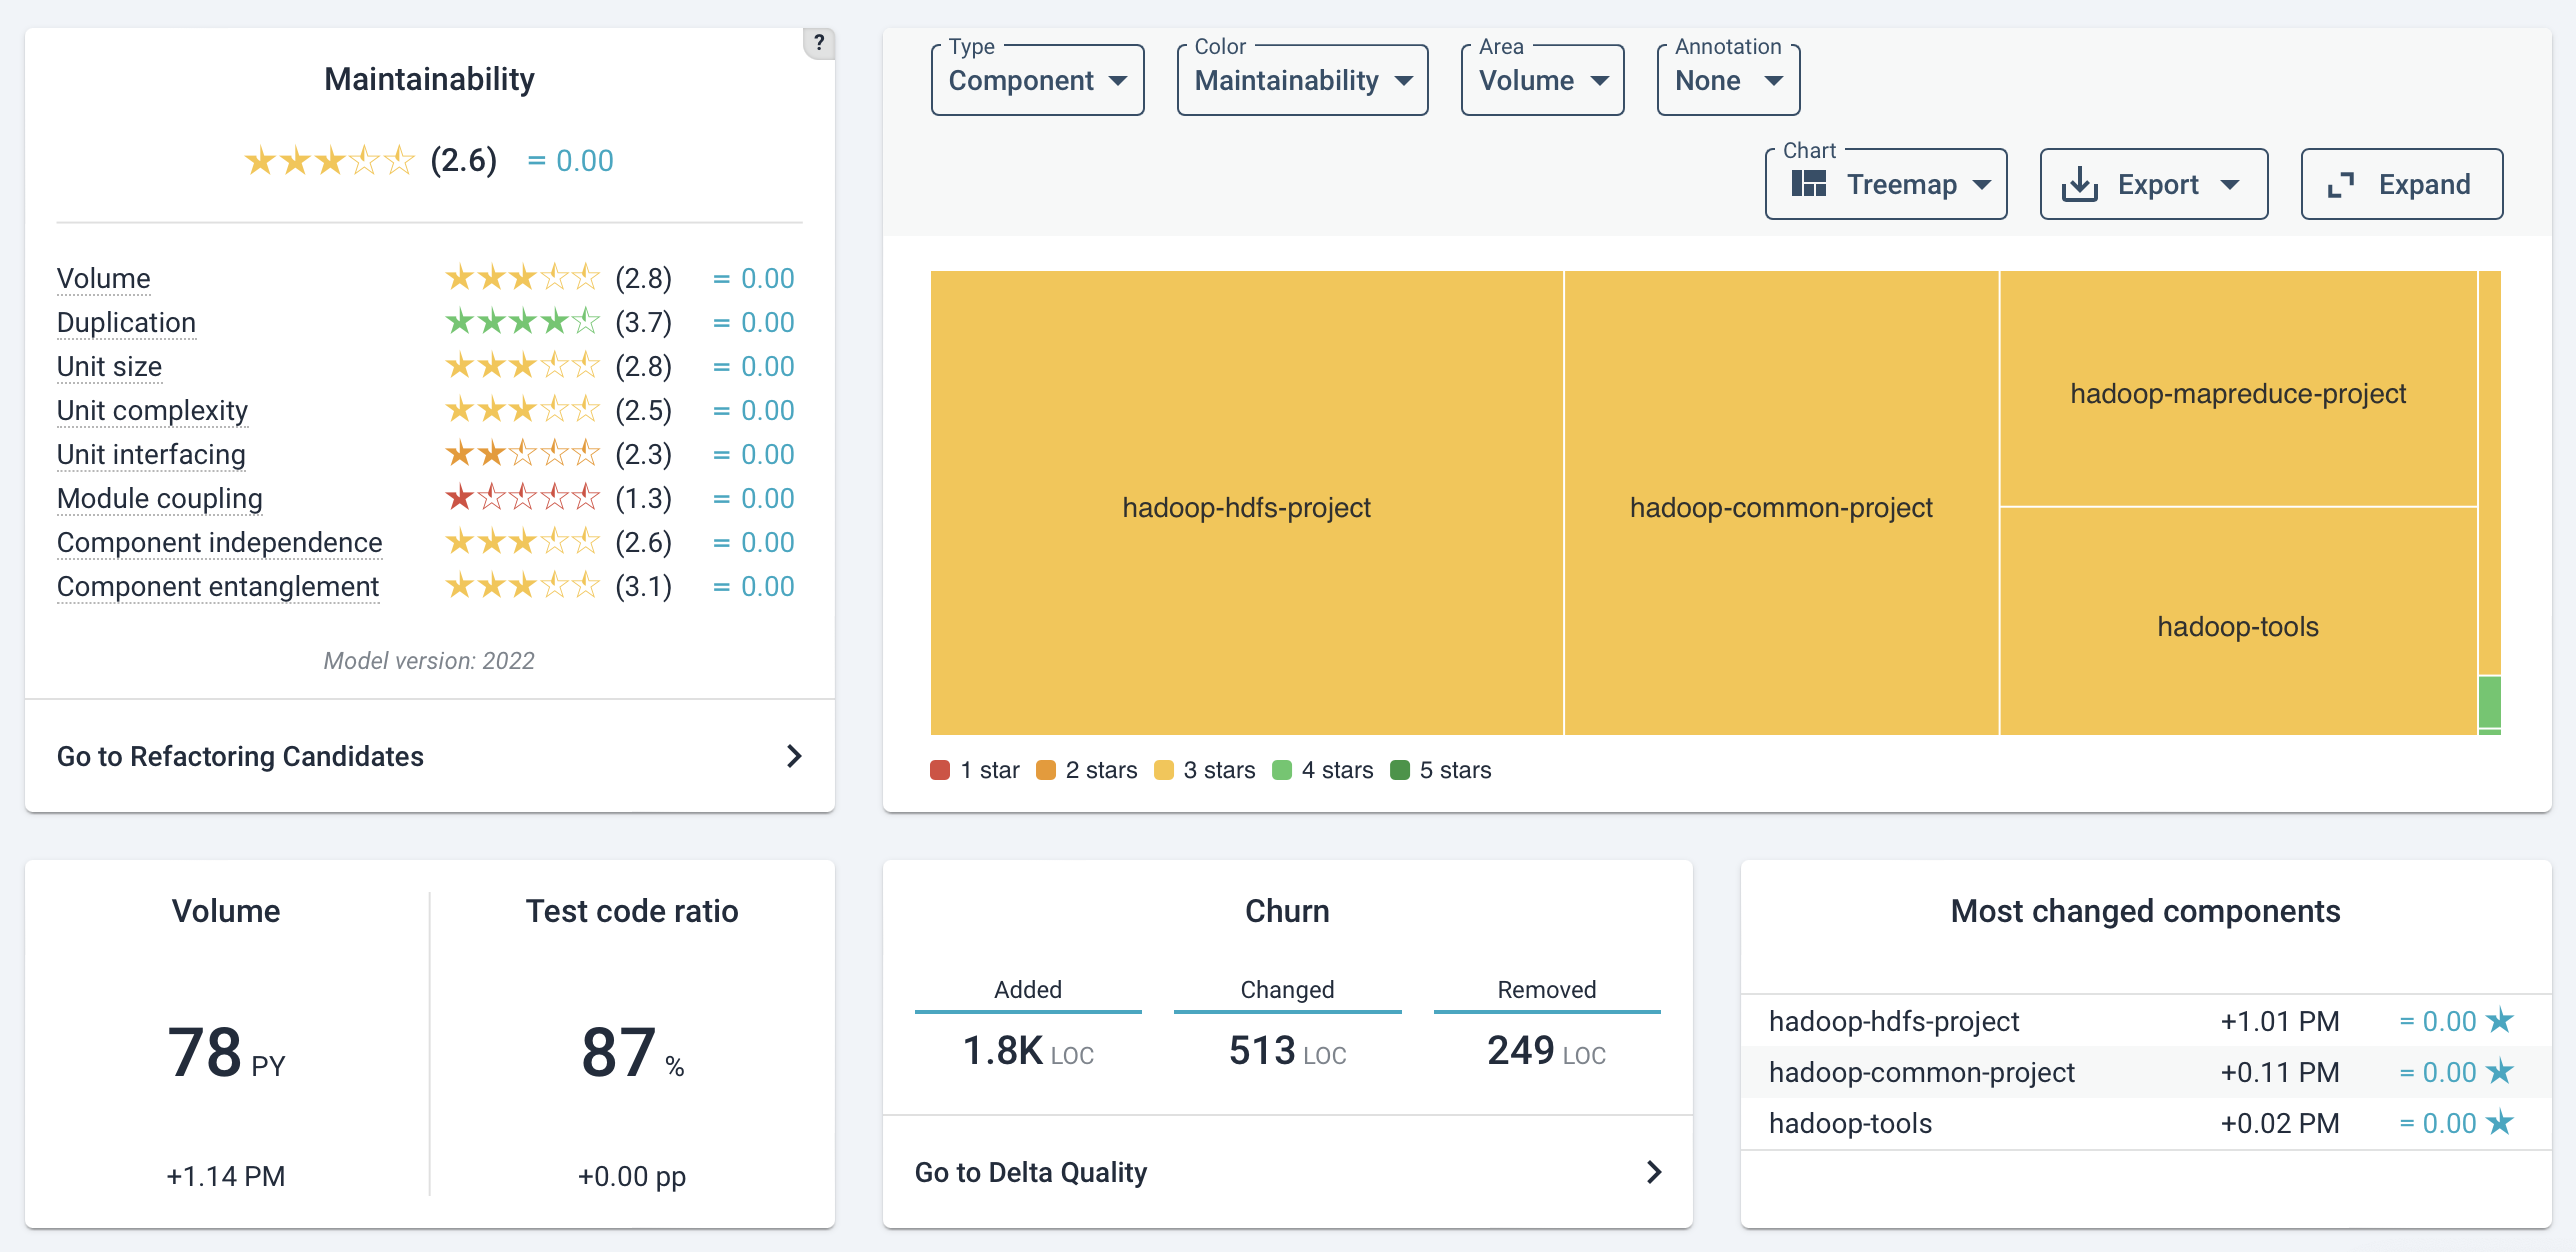 ?
Maintainability
(2.6) = 0.00
Volume (2.8) = 0.00
Duplication (3.7) = 0.00
Unit size (2.8) = 0.00
Unit complexity (2.5) = 0.00
Unit interfacing (2.3) = 0.00
Module coupling (1.3) = 0.00
Component independence (2.6) = 0.00
Component entanglement (3.1) = 0.00
Model version: 2022
Go to Refactoring Candidates
Type Color Area Annotation
Component Maintainability Volume None
Chart
Treemap Export Expand
hadoop-hdfs-project
hadoop-common-project
hadoop-mapreduce-project
hadoop-tools
1 star 2 stars 3 stars 4 stars 5 stars
Volume
78 PY
+1.14 PM
Test code ratio
87 %
+0.00 pp
Churn
Added Changed Removed
1.8K LOC 513 LOC 249 LOC
Go to Delta Quality
Most changed components
hadoop-hdfs-project +1.01 PM = 0.00
hadoop-common-project +0.11 PM = 0.00
hadoop-tools +0.02 PM = 0.00